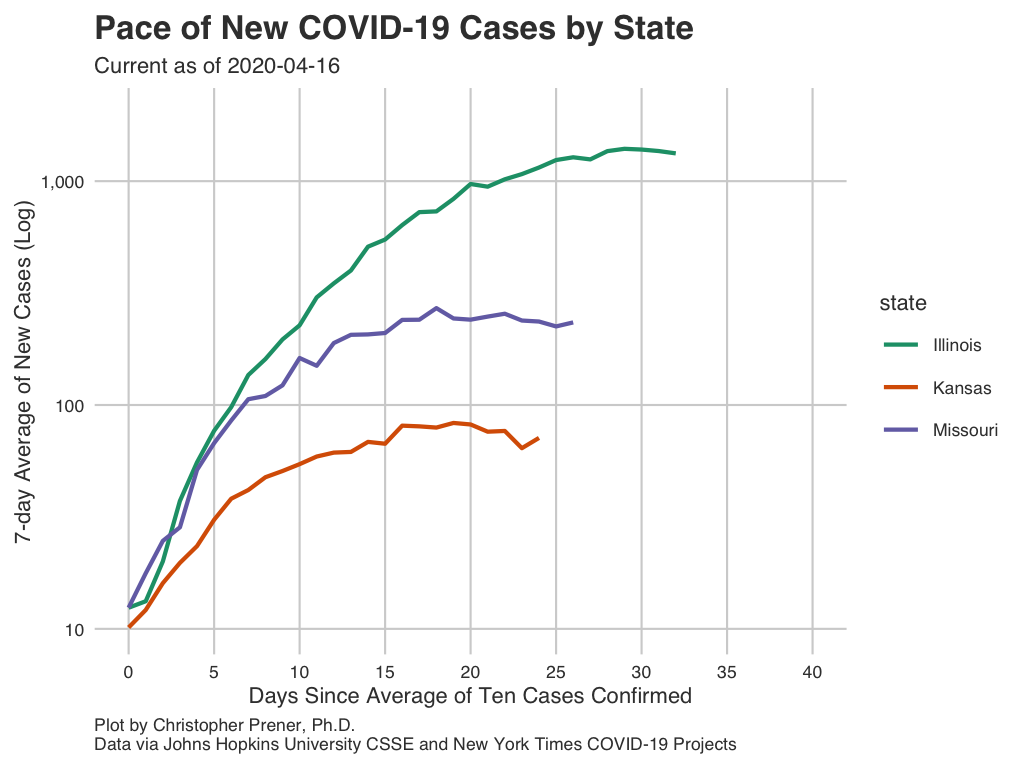 Pace of New COVID-19 Cases by State
Current as of 2020-04-16
7-day Average of New Cases (Log)
1,000
100
10
0 5 10 15 20 25 30 35 40
Days Since Average of Ten Cases Confirmed
state
Illinois
Kansas
Missouri
Plot by Christopher Prener, Ph.D.
Data via Johns Hopkins University CSSE and New York Times COVID-19 Projects